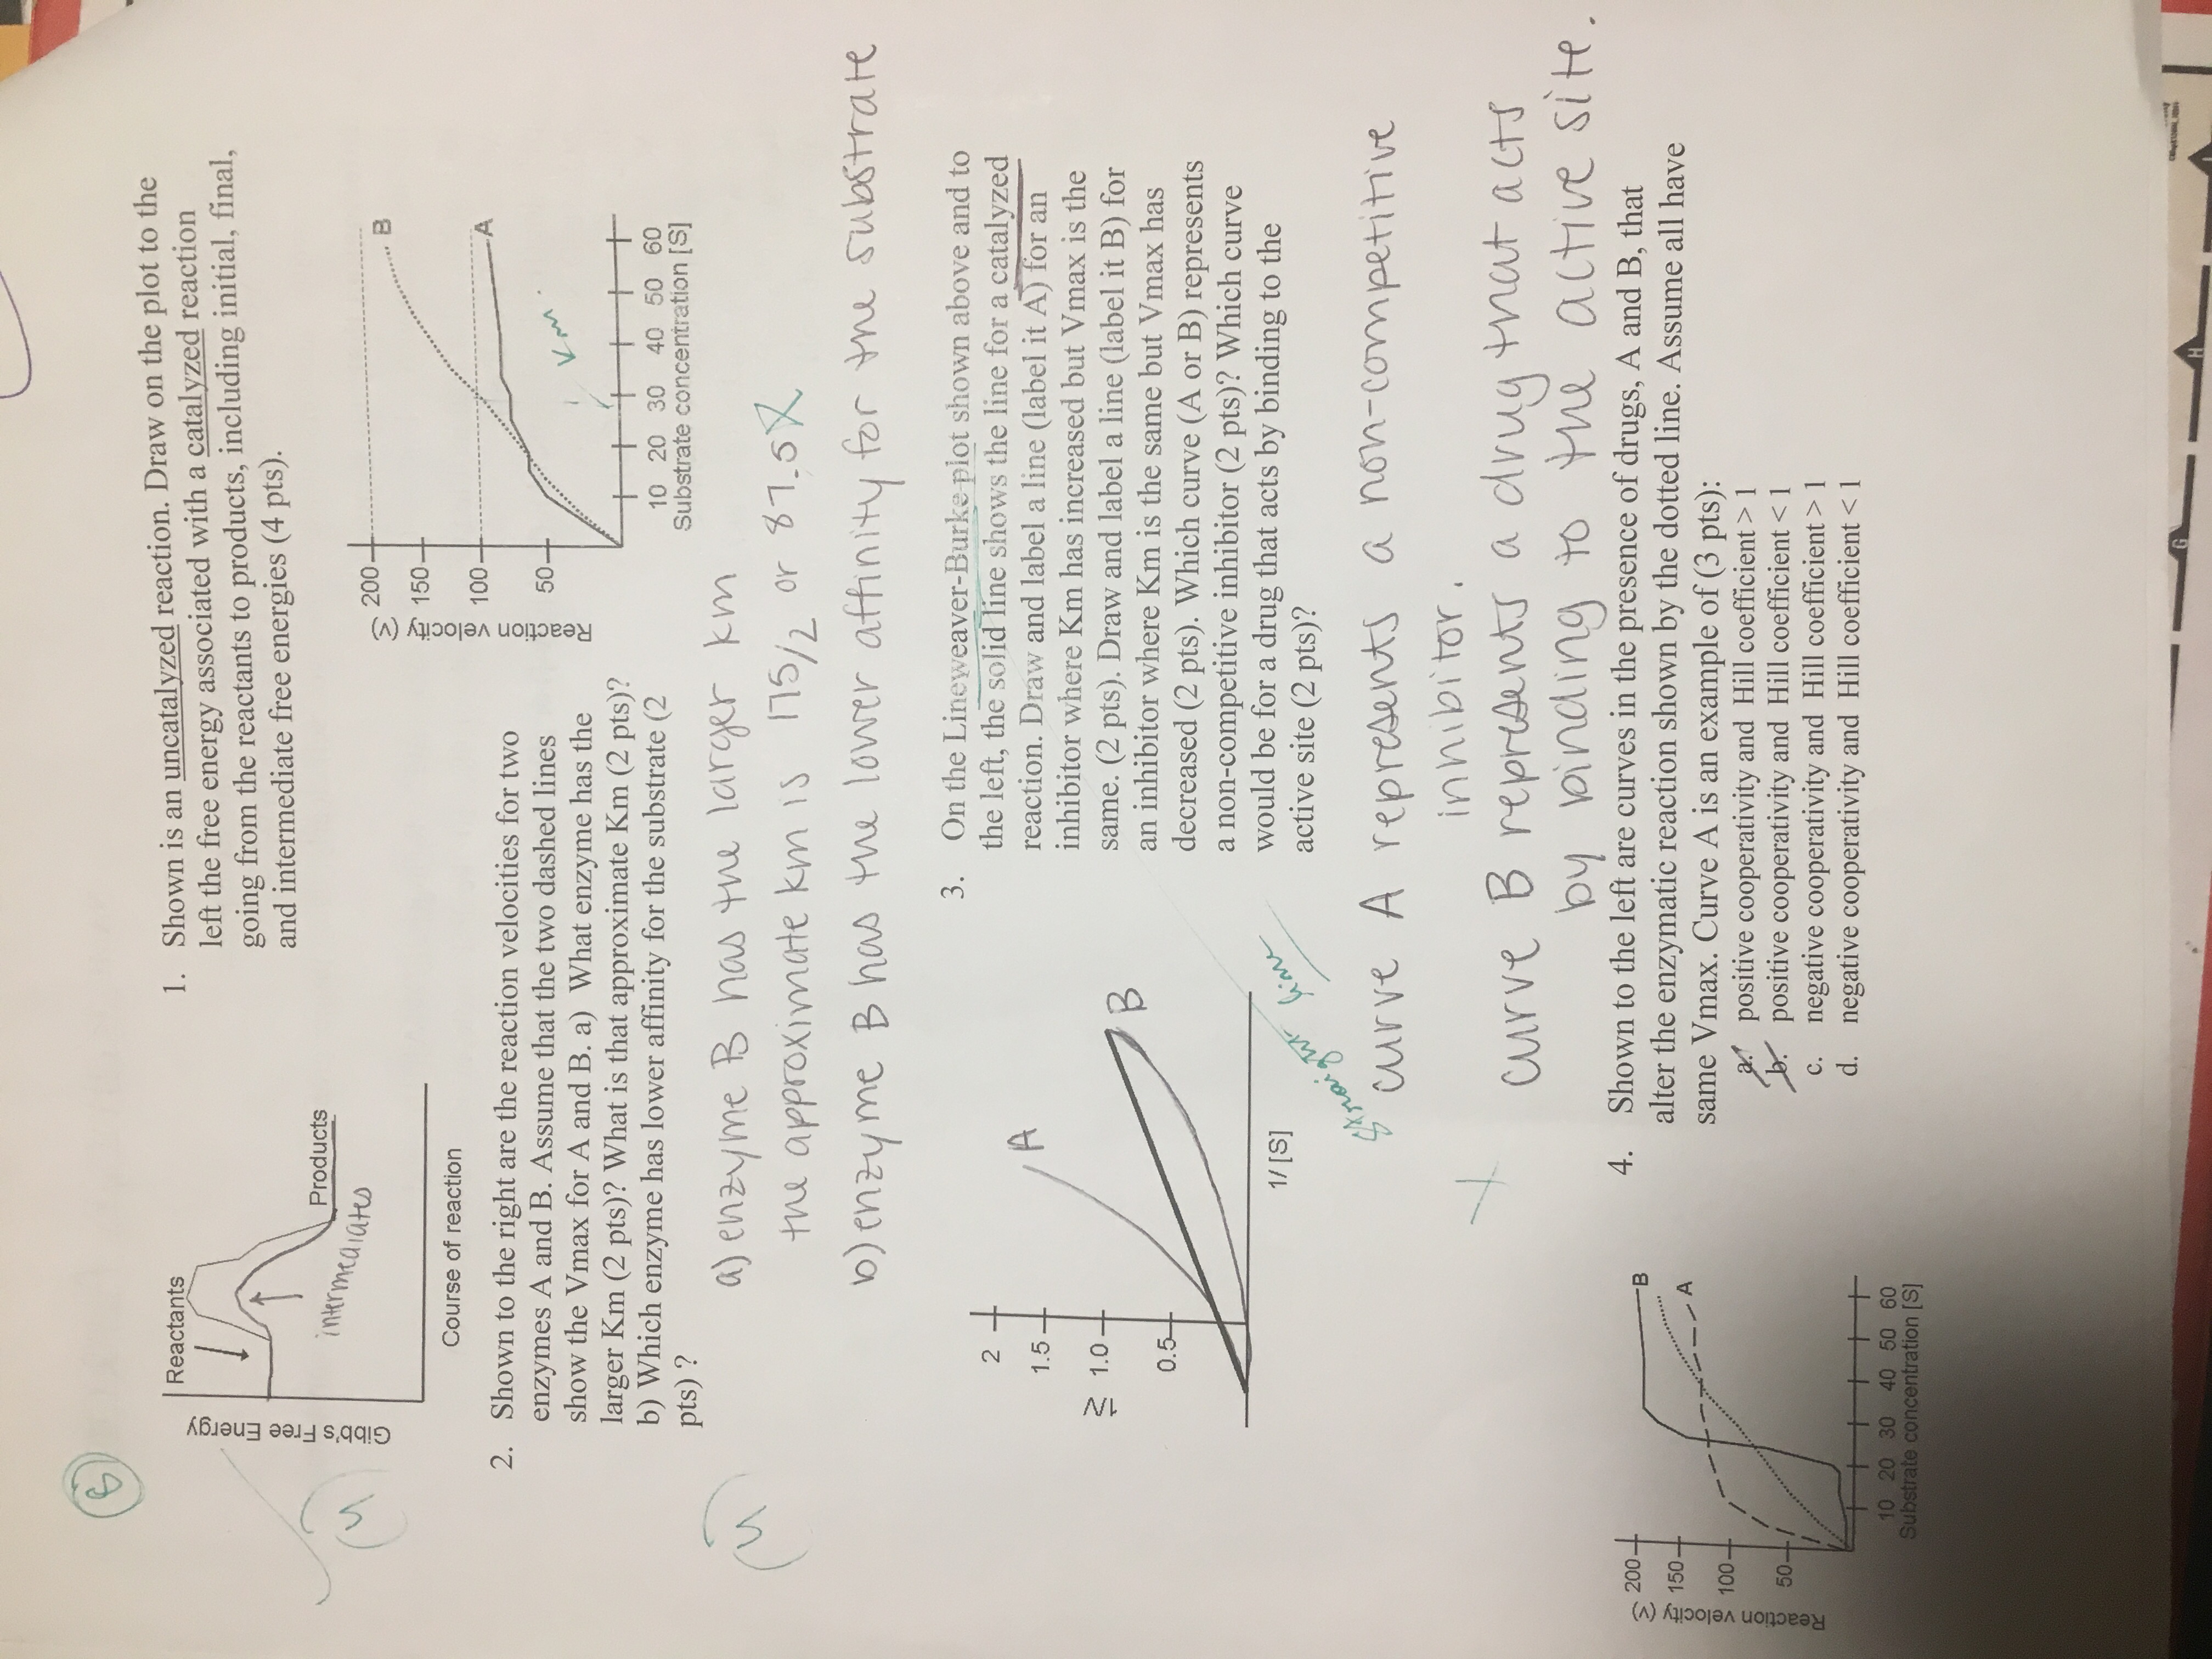 8
Reactants
Gibb's Free Energy
Products
intermediates
Course of reaction
(4)
1. Shown is an uncatalyzed reaction. Draw on the plot to the
left the free energy associated with a catalyzed reaction
going from the reactants to products, including initial, final,
and intermediate free energies (4 pts).
2. Shown to the right are the reaction velocities for two
enzymes A and B. Assume that the two dashed lines
show the Vmax for A and B. a) What enzyme has the
larger Km (2 pts)? What is that approximate Km (2 pts)?
b) Which enzyme has lower affinity for the substrate (2
pts) ?
Reaction velocity (v)
200
150
100
50
B
A
Km
10 20 30 40 50 60
Substrate concentration [S]
(4)
a) enzyme B has the larger km
the approximate km is 175/2 or 87.5 X
b) enzyme B has the lower affinity for the substrate
2
1.5
1.0
0.5
1/V
A
B
1/ [S]
straight line
3. On the Lineweaver-Burke plot shown above and to
the left, the solid line shows the line for a catalyzed
reaction. Draw and label a line (label it A) for an
inhibitor where Km has increased but Vmax is the
same. (2 pts). Draw and label a line (label it B) for
an inhibitor where Km is the same but Vmax has
decreased (2 pts). Which curve (A or B) represents
a non-competitive inhibitor (2 pts)? Which curve
would be for a drug that acts by binding to the
active site (2 pts)?
curve A represents a non-competitive
inhibitor.
X
curve B represents a drug that acts
by binding to the active site.
Reaction velocity (v)
200
150
100
50
B
A
10 20 30 40 50 60
Substrate concentration [S]
4. Shown to the left are curves in the presence of drugs, A and B, that
alter the enzymatic reaction shown by the dotted line. Assume all have
same Vmax. Curve A is an example of (3 pts):
a. positive cooperativity and Hill coefficient > 1
b. positive cooperativity and Hill coefficient < 1
c. negative cooperativity and Hill coefficient > 1
d. negative cooperativity and Hill coefficient < 1
G
H